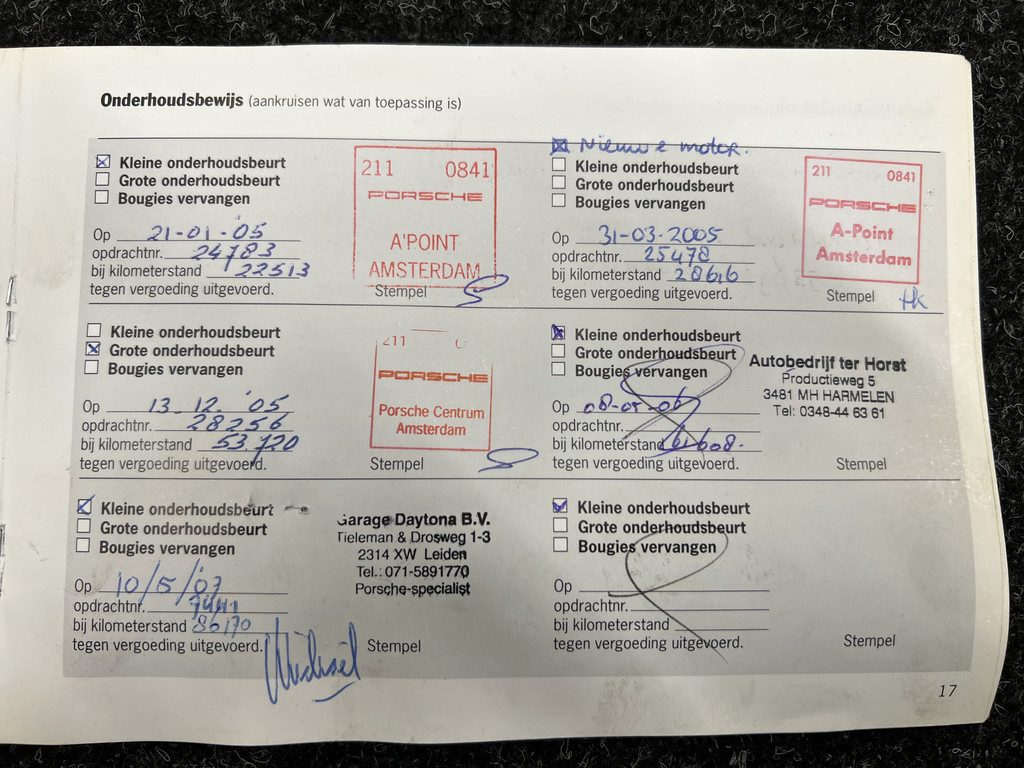 Onderhoudsbewijs (aankruisen wat van toepassing is)
Kleine onderhoudsbeurt
Grote onderhoudsbeurt
Bougies vervangen
Op 21-01-'05
opdrachtnr. 24783
bij kilometerstand 22513
tegen vergoeding uitgevoerd.
211 0841
PORSCHE
A'POINT
AMSTERDAM
Stempel
Nieuwe motor.
Kleine onderhoudsbeurt
Grote onderhoudsbeurt
Bougies vervangen
Op 31-03-2005
opdrachtnr. 25478
bij kilometerstand 28616
tegen vergoeding uitgevoerd.
211 0841
PORSCHE
A-Point
Amsterdam
Stempel
Kleine onderhoudsbeurt
Grote onderhoudsbeurt
Bougies vervangen
Op 13.12.'05
opdrachtnr. 28256
bij kilometerstand 53.720
tegen vergoeding uitgevoerd.
211
PORSCHE
Porsche Centrum
Amsterdam
Stempel
Kleine onderhoudsbeurt
Grote onderhoudsbeurt
Bougies vervangen
Op 08-05-06
opdrachtnr.
bij kilometerstand
tegen vergoeding uitgevoerd.
Autobedrijf ter Horst
Productieweg 5
3481 MH HARMELEN
Tel: 0348-44 63 61
Stempel
Kleine onderhoudsbeurt
Grote onderhoudsbeurt
Bougies vervangen
Op 10/5/07
opdrachtnr. 7441
bij kilometerstand 86170
tegen vergoeding uitgevoerd.
Garage Daytona B.V.
Tieleman & Drosweg 1-3
2314 XW Leiden
Tel.: 071-5891770
Porsche-specialist
Stempel
Kleine onderhoudsbeurt
Grote onderhoudsbeurt
Bougies vervangen
Op
opdrachtnr.
bij kilometerstand
tegen vergoeding uitgevoerd.
Stempel
17